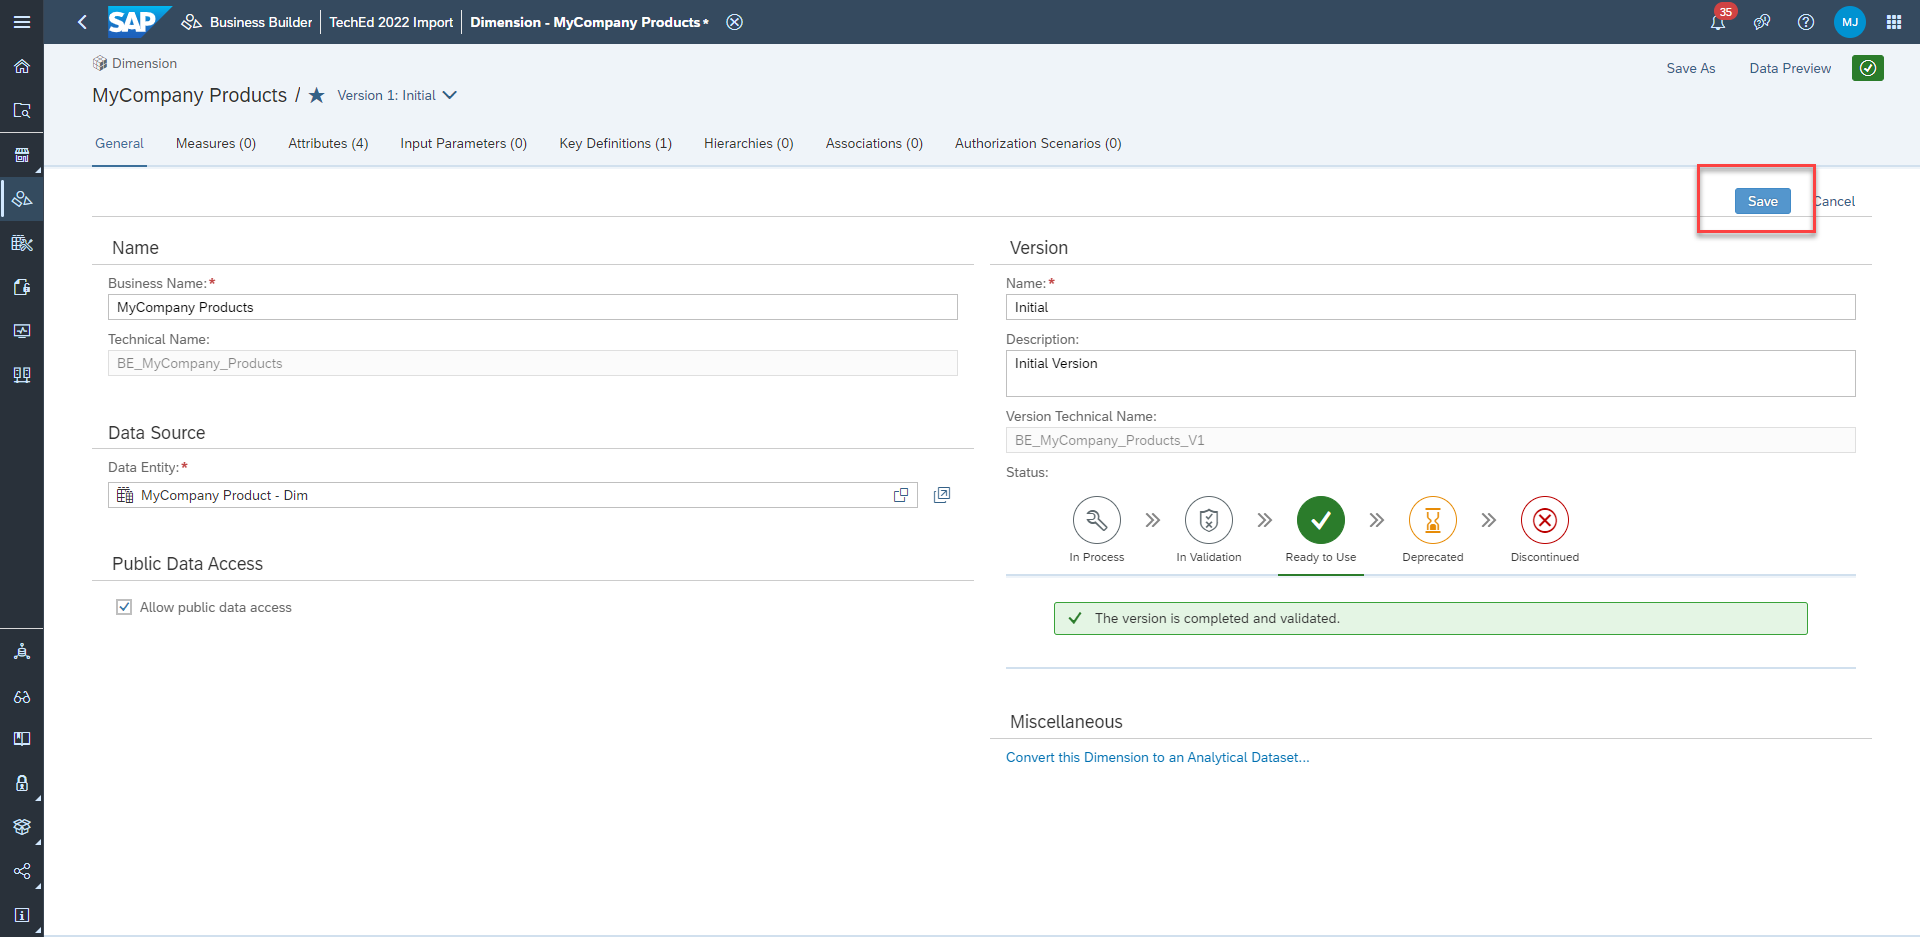 SAP Business Builder TechEd 2022 Import Dimension - MyCompany Products* 35 MJ
Dimension
Save As Data Preview
MyCompany Products / Version 1: Initial
General Measures (0) Attributes (4) Input Parameters (0) Key Definitions (1) Hierarchies (0) Associations (0) Authorization Scenarios (0)
Save Cancel
Name
Business Name:*
MyCompany Products
Technical Name:
BE_MyCompany_Products
Data Source
Data Entity:*
MyCompany Product - Dim
Public Data Access
Allow public data access
Version
Name:*
Initial
Description:
Initial Version
Version Technical Name:
BE_MyCompany_Products_V1
Status:
In Process In Validation Ready to Use Deprecated Discontinued
The version is completed and validated.
Miscellaneous
Convert this Dimension to an Analytical Dataset...